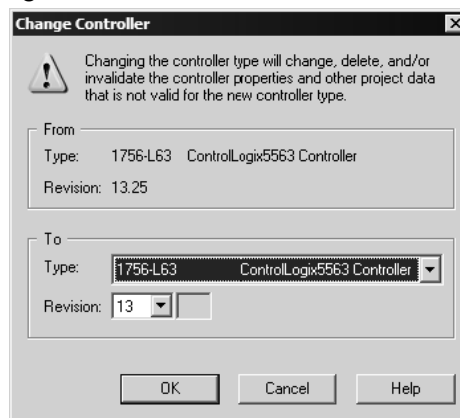 Change Controller
Changing the controller type will change, delete, and/or
invalidate the controller properties and other project data
that is not valid for the new controller type.
From
Type: 1756-L63 ControlLogix5563 Controller
Revision: 13.25
To
Type: 1756-L63 ControlLogix5563 Controller
Revision: 13
OK Cancel Help